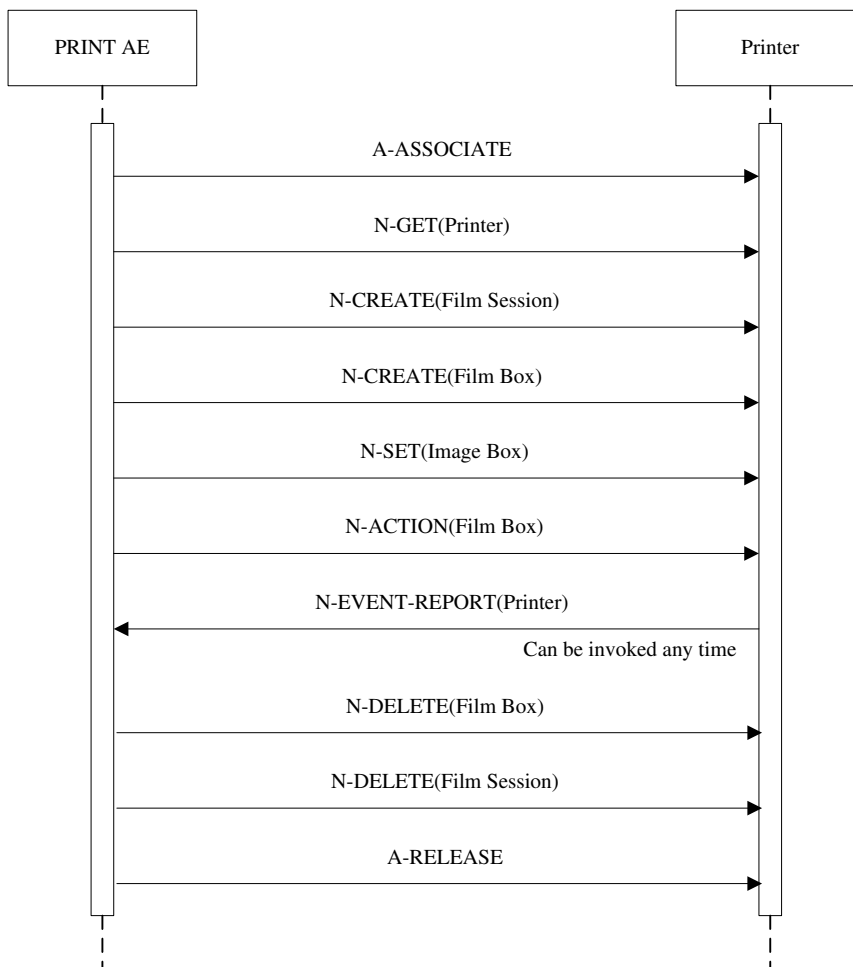 PRINT AE
Printer
A-ASSOCIATE
N-GET(Printer)
N-CREATE(Film Session)
N-CREATE(Film Box)
N-SET(Image Box)
N-ACTION(Film Box)
N-EVENT-REPORT(Printer)
Can be invoked any time
N-DELETE(Film Box)
N-DELETE(Film Session)
A-RELEASE